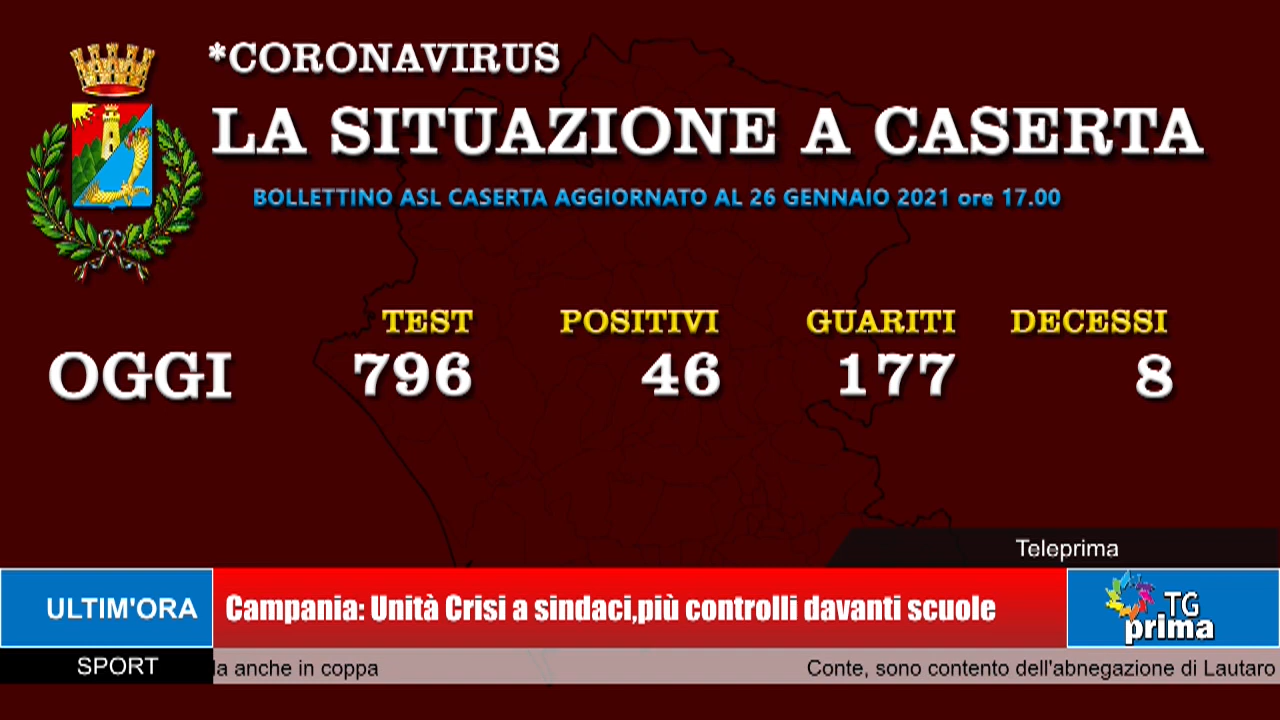 *CORONAVIRUS
LA SITUAZIONE A CASERTA
BOLLETTINO ASL CASERTA AGGIORNATO AL 26 GENNAIO 2021 ore 17.00
TEST POSITIVI GUARITI DECESSI
OGGI 796 46 177 8
Teleprima
ULTIM'ORA Campania: Unità Crisi a sindaci,più controlli davanti scuole TG prima
SPORT anche in coppa Conte, sono contento dell'abnegazione di Lautaro